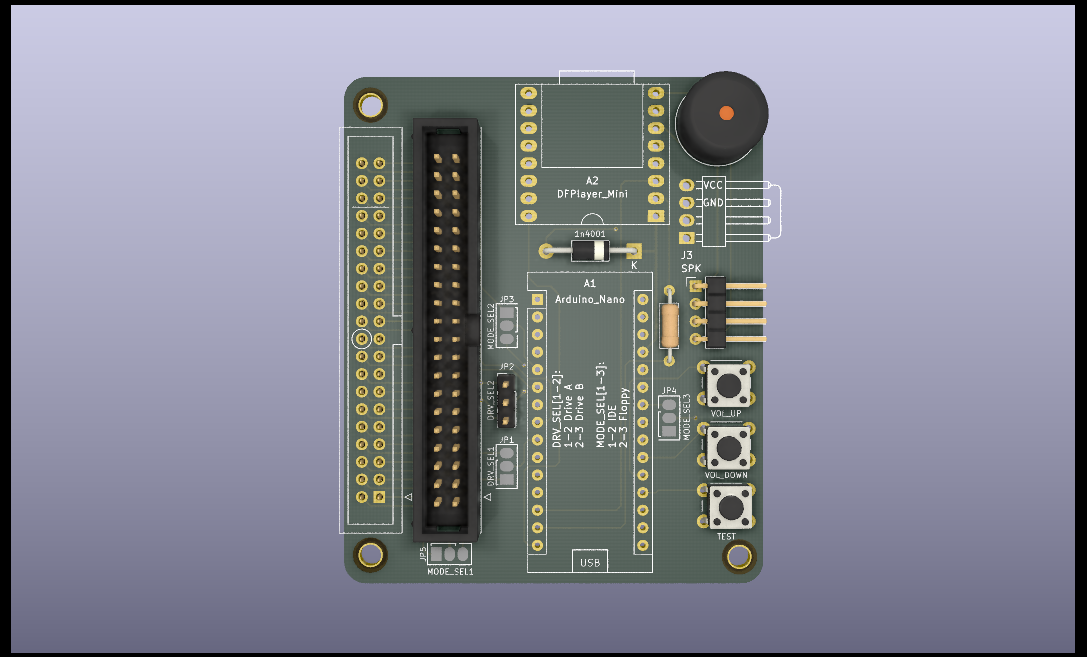 A2
DFPlayer_Mini
VCC
GND
1n4001
K
J3
SPK
A1
Arduino_Nano
JP3
MODE_SEL2
JP2
DRV_SEL2
DRV_SEL[1-2]:
1-2 Drive A
2-3 Drive B
MODE_SEL[1-3]:
1-2 IDE
2-3 Floppy
JP4
MODE_SEL3
VOL_UP
JP1
DRV_SEL1
VOL_DOWN
TEST
JP5
MODE_SEL1
USB